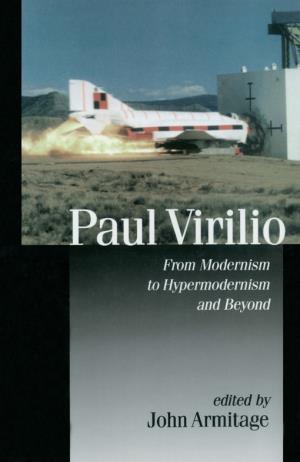 Paul Virilio
From Modernism
to Hypermodernism
and Beyond
edited by
John Armitage